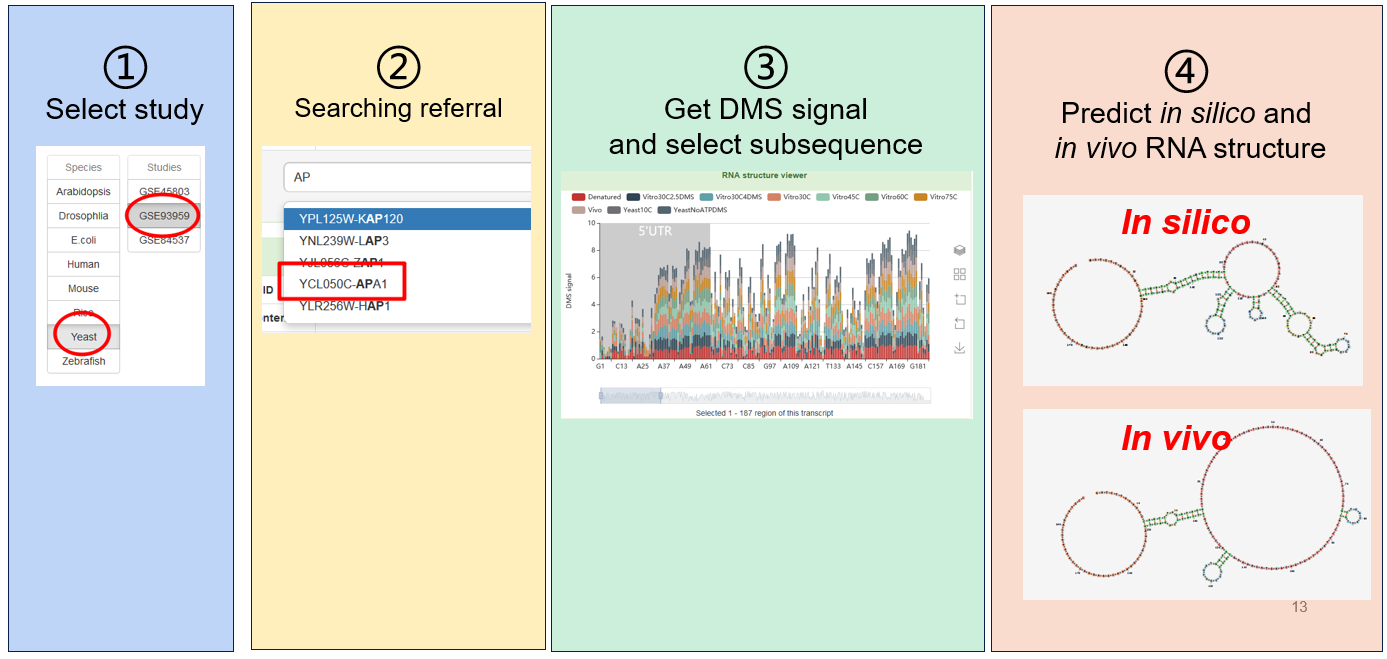 ①
Select study
Species
Studies
Arabidopsis
GSE45803
Drosophlia
GSE93959
E.coli
GSE84537
Human
Mouse
Rice
Yeast
Zebrafish
②
Searching referral
AP
YPL125W-KAP120
YNL239W-LAP3
YJL056C-ZAP1
YCL050C-APA1
YLR256W-HAP1
ID
nter
③
Get DMS signal
and select subsequence
RNA structure viewer
Denatured Vitro30C2.5DMS Vitro30C4DMS Vitro30C Vitro45C Vitro60C Vitro75C
Vivo Yeast10C YeastNoATPDMS
5'UTR
DMS signal
10
8
6
4
2
0
G1 C13 A25 A37 A49 A61 C73 C85 G97 A109 A121 T133 A145 C157 A169 G181
Selected 1 - 187 region of this transcript
④
Predict in silico and
in vivo RNA structure
In silico
In vivo
13